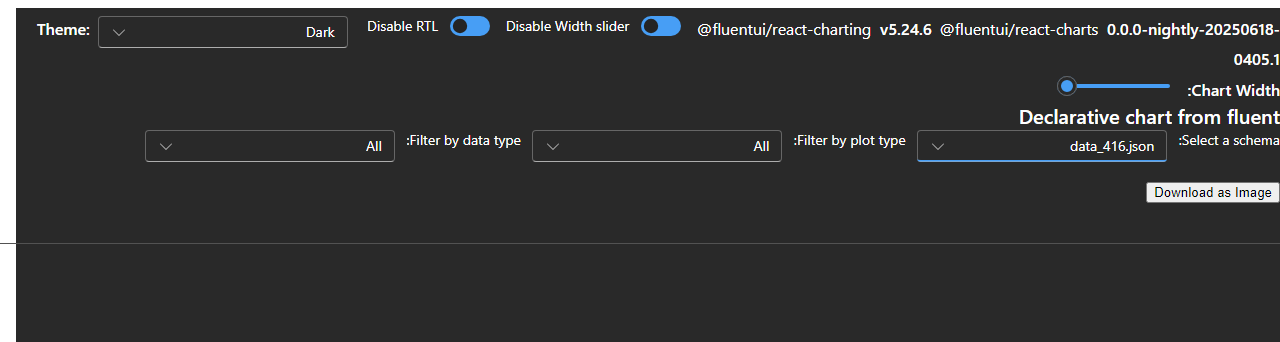 Theme: Dark Disable RTL Disable Width slider @fluentui/react-charting v5.24.6 @fluentui/react-charts 0.0.0-nightly-20250618-
0405.1
:Chart Width
Declarative chart from fluent
:Select a schema data_416.json :Filter by plot type All :Filter by data type All
Download as Image